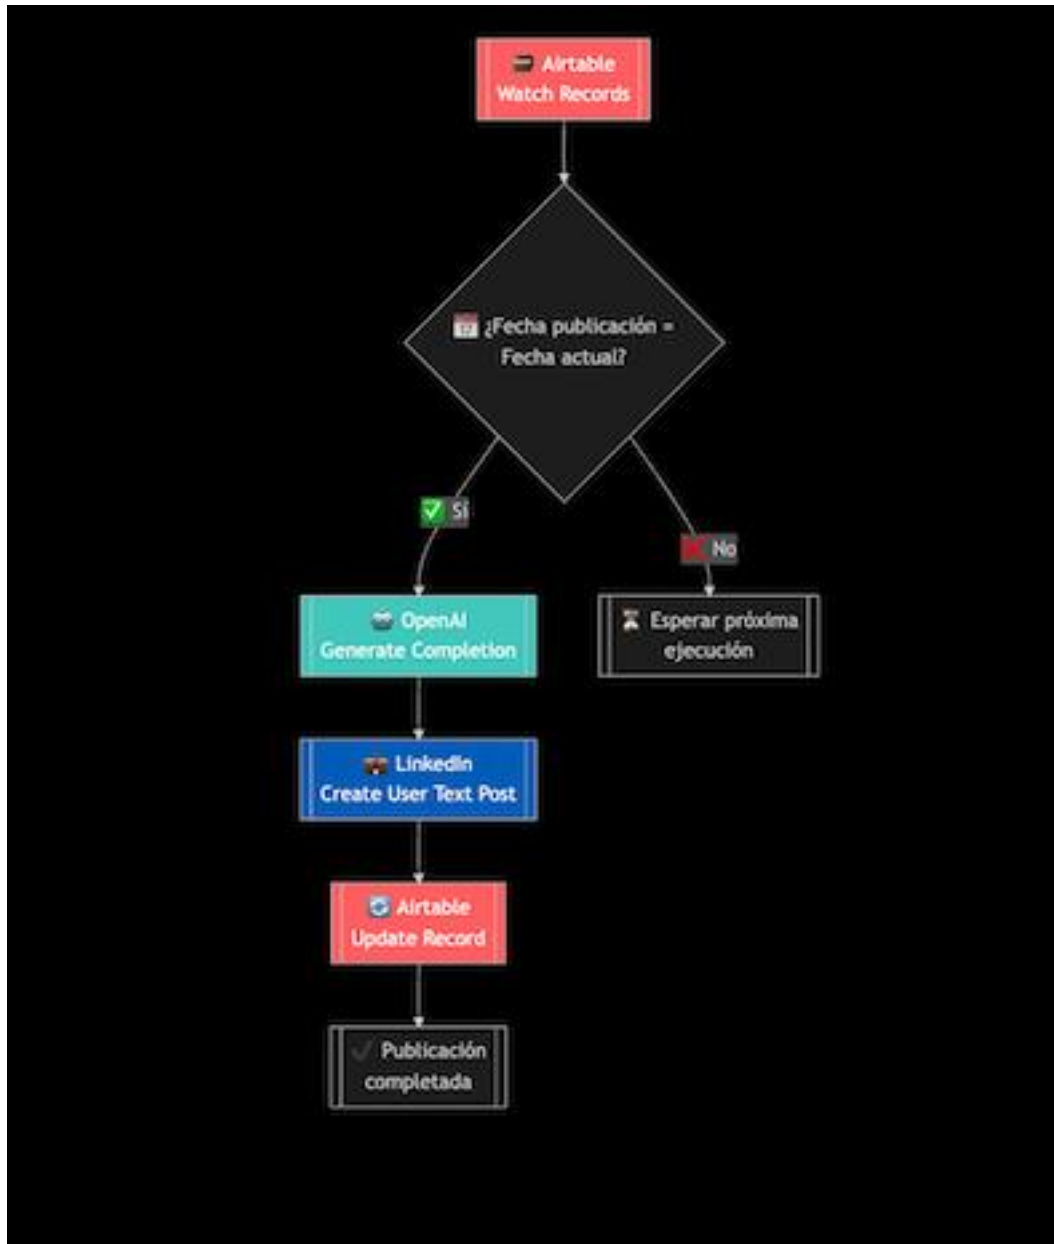 Airtable
Watch Records
¿Fecha publicación =
Fecha actual?
✅ Sí
❌ No
OpenAI
Generate Completion
⏳ Esperar próxima
ejecución
LinkedIn
Create User Text Post
🔄 Airtable
Update Record
✔ Publicación
completada